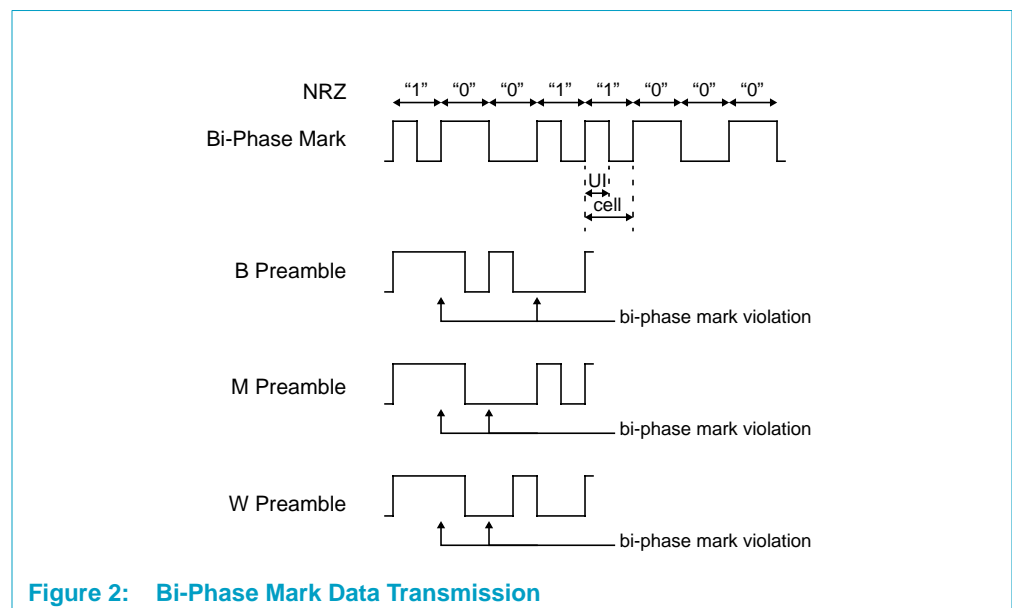 NRZ “1” “0” “0” “1” “1” “0” “0” “0”
Bi-Phase Mark
UI
cell
B Preamble
bi-phase mark violation
M Preamble
bi-phase mark violation
W Preamble
bi-phase mark violation
Figure 2: Bi-Phase Mark Data Transmission